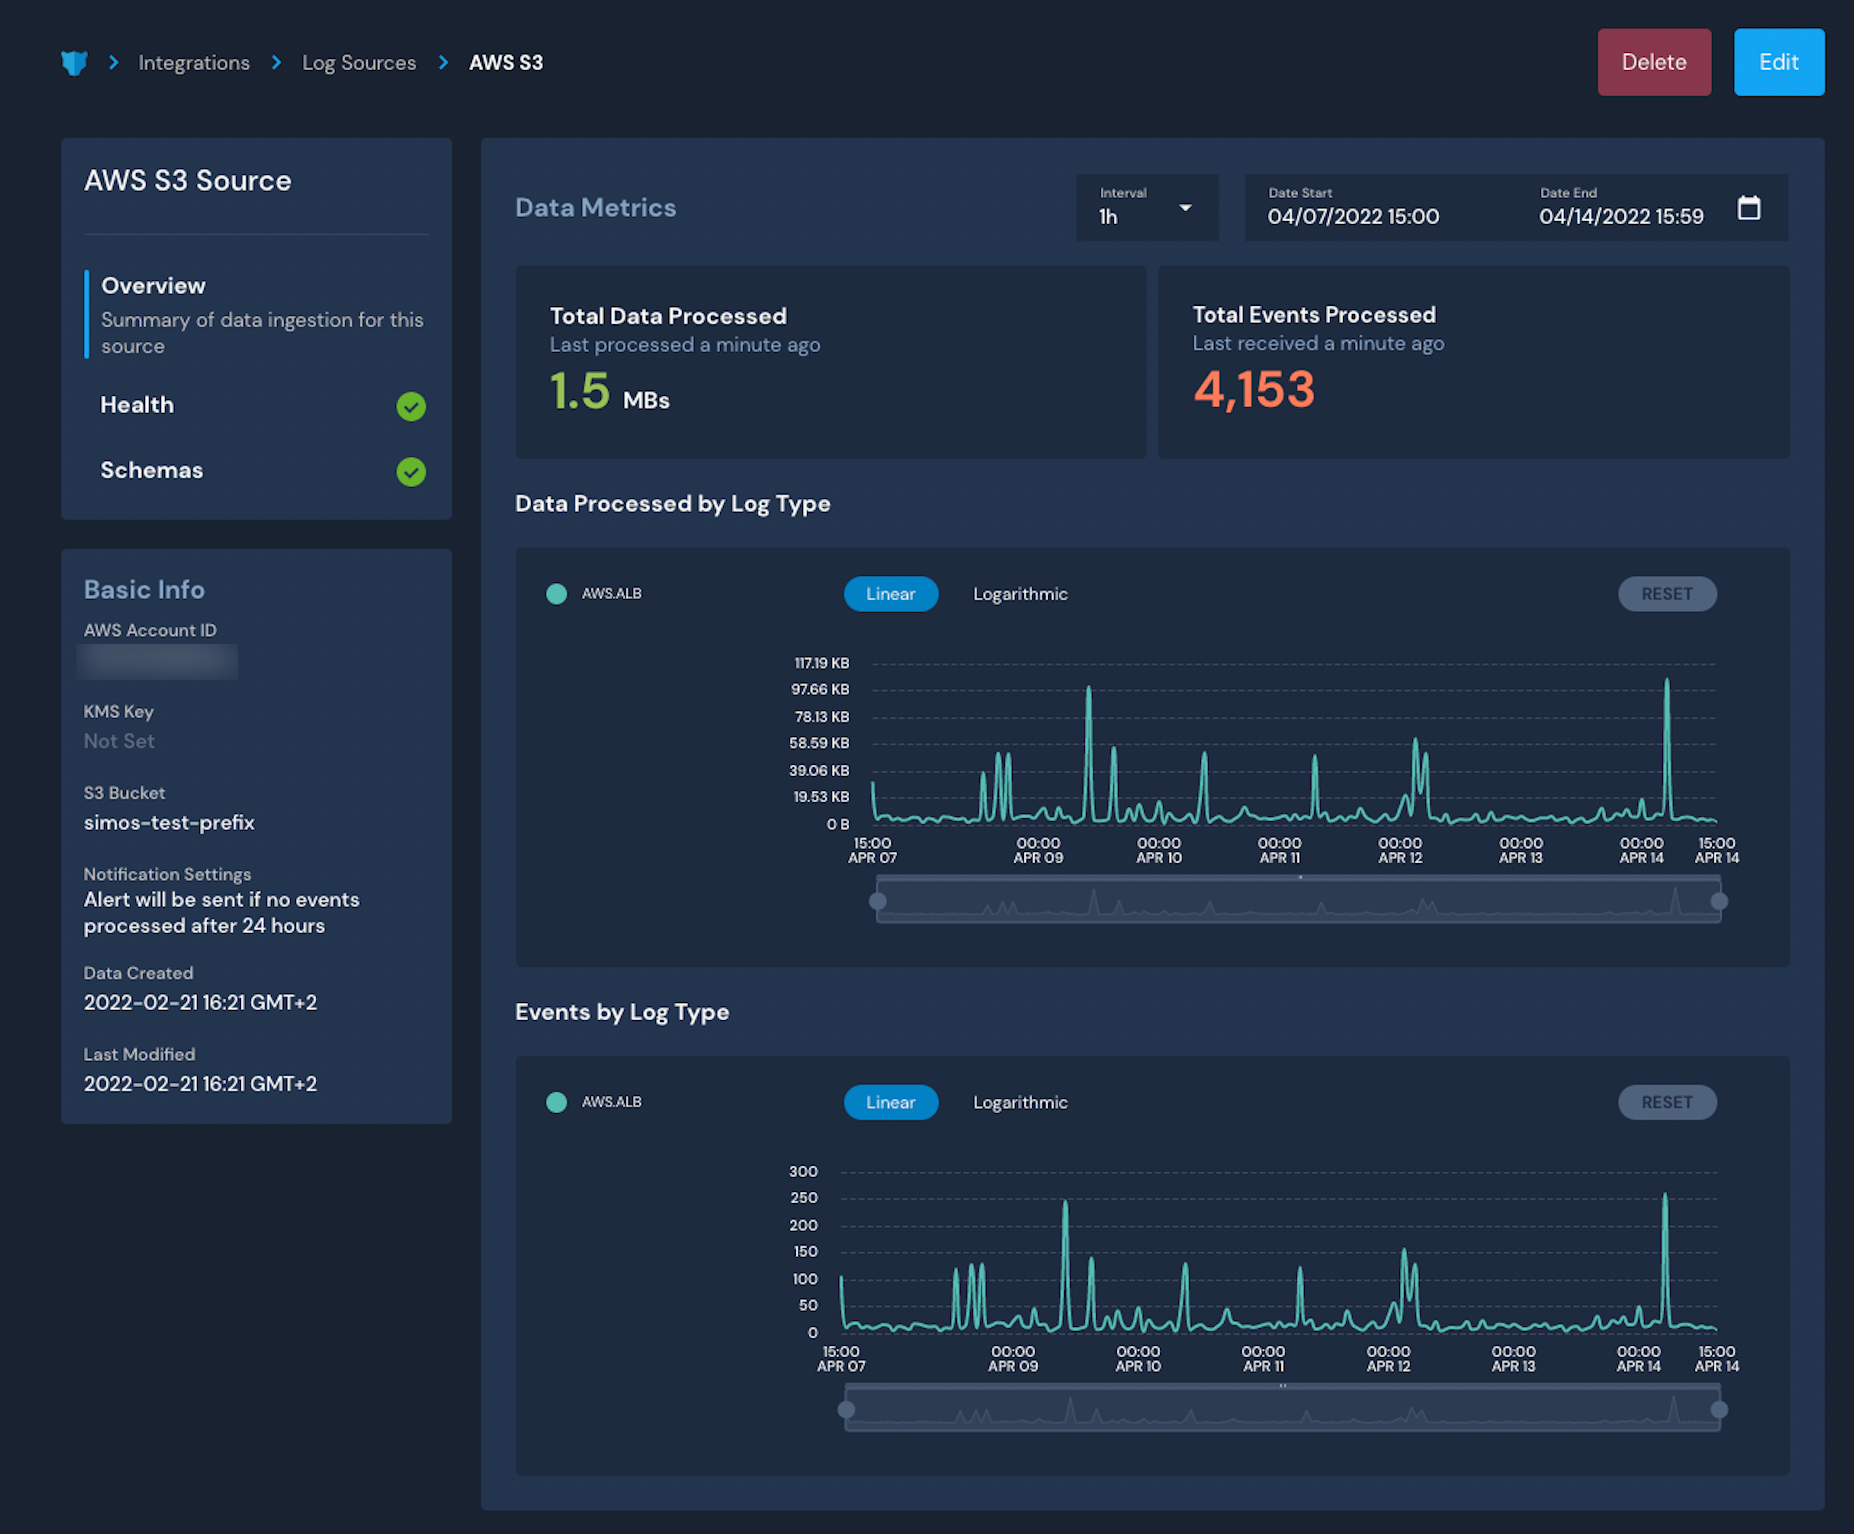 Integrations
Log Sources
AWS S3
Delete
Edit
AWS S3 Source
Overview
Summary of data ingestion for this
source
Health
Schemas
Basic Info
AWS Account ID
KMS Key
Not Set
S3 Bucket
simos-test-prefix
Notification Settings
Alert will be sent if no events
processed after 24 hours
Data Created
2022-02-21 16:21 GMT+2
Last Modified
2022-02-21 16:21 GMT+2
Data Metrics
Interval
1h
Date Start
04/07/2022 15:00
Date End
04/14/2022 15:59
Total Data Processed
Last processed a minute ago
1.5 MBs
Total Events Processed
Last received a minute ago
4,153
Data Processed by Log Type
AWS.ALB
Linear
Logarithmic
RESET
117.19 KB
97.66 KB
78.13 KB
58.59 KB
39.06 KB
19.53 KB
0 B
15:00
APR 07
00:00
APR 09
00:00
APR 10
00:00
APR 11
00:00
APR 12
00:00
APR 13
00:00
APR 14
15:00
APR 14
Events by Log Type
AWS.ALB
Linear
Logarithmic
RESET
300
250
200
150
100
50
0
15:00
APR 07
00:00
APR 09
00:00
APR 10
00:00
APR 11
00:00
APR 12
00:00
APR 13
00:00
APR 14
15:00
APR 14